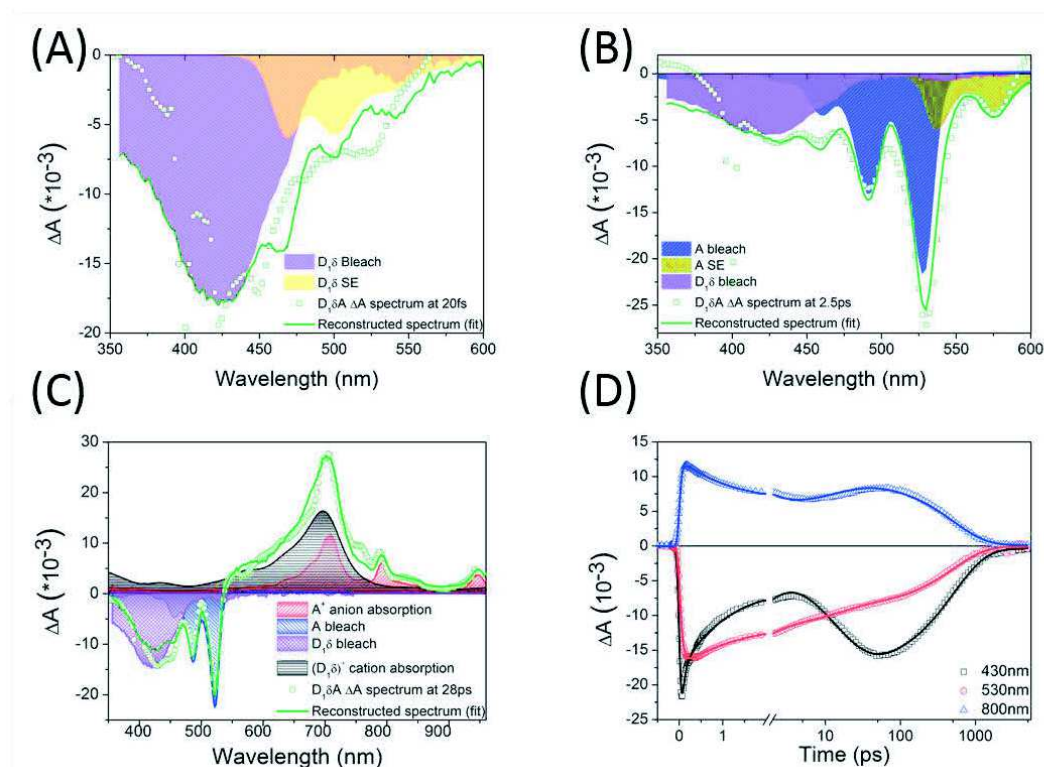 (A)
0
-5
-10
-15
-20
ΔA (*10⁻³)
D₁δ Bleach
D₁δ SE
D₁δA ΔA spectrum at 20fs
Reconstructed spectrum (fit)
350 400 450 500 550 600
Wavelength (nm)
(B)
0
-5
-10
-15
-20
-25
ΔA (*10⁻³)
A bleach
A SE
D₁δ bleach
D₁δA ΔA spectrum at 2.5ps
Reconstructed spectrum (fit)
350 400 450 500 550 600
Wavelength (nm)
(C)
30
20
10
0
-10
-20
ΔA (*10⁻³)
A⁺ anion absorption
A bleach
D₁δ bleach
(D₁δ)⁻ cation absorption
D₁δA ΔA spectrum at 28ps
Reconstructed spectrum (fit)
400 500 600 700 800 900
Wavelength (nm)
(D)
15
10
5
0
-5
-10
-15
-20
-25
ΔA (10⁻³)
430nm
530nm
800nm
0 1 10 100 1000
Time (ps)